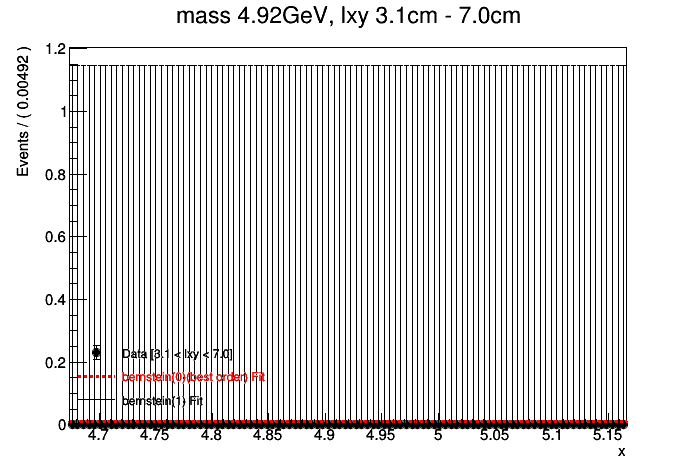 mass 4.92GeV, lxy 3.1cm - 7.0cm
Events / ( 0.00492 )
1.2
1
0.8
0.6
0.4
0.2
0
Data [3.1 < lxy < 7.0]
bernstein(0)(best order) Fit
bernstein(1) Fit
4.7 4.75 4.8 4.85 4.9 4.95 5 5.05 5.1 5.15
x